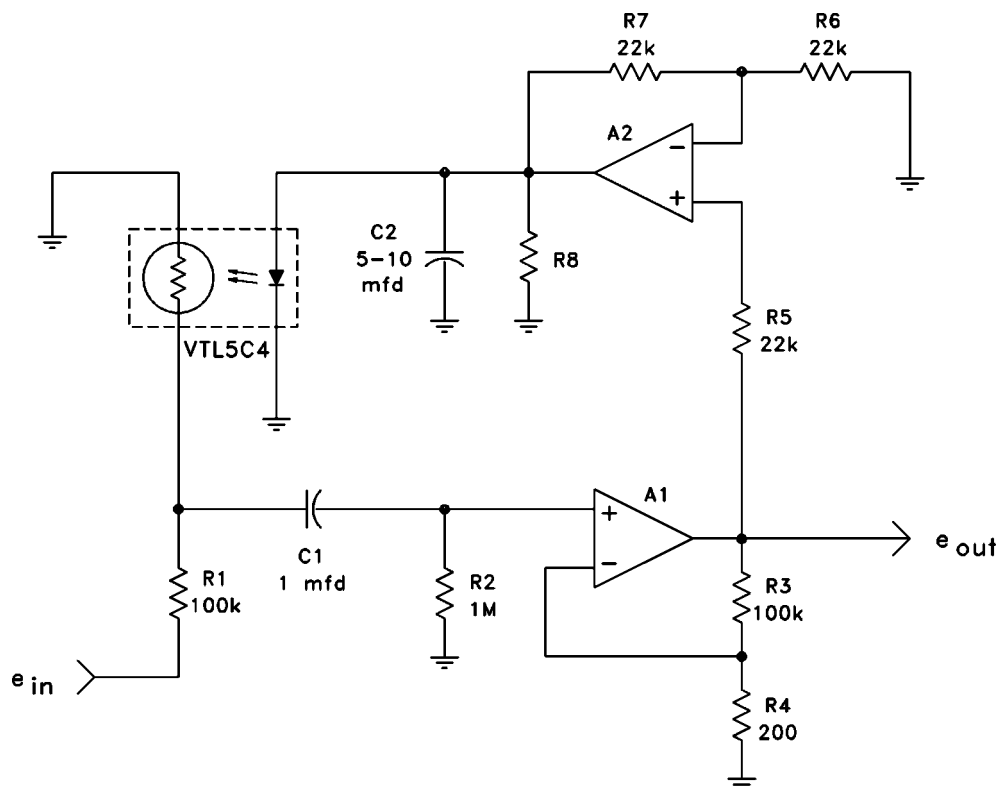 R7
22k
R6
22k
A2
−
+
C2
5-10
mfd
R8
VTL5C4
R5
22k
A1
+
−
C1
1 mfd
R2
1M
R1
100k
e in
e out
R3
100k
R4
200